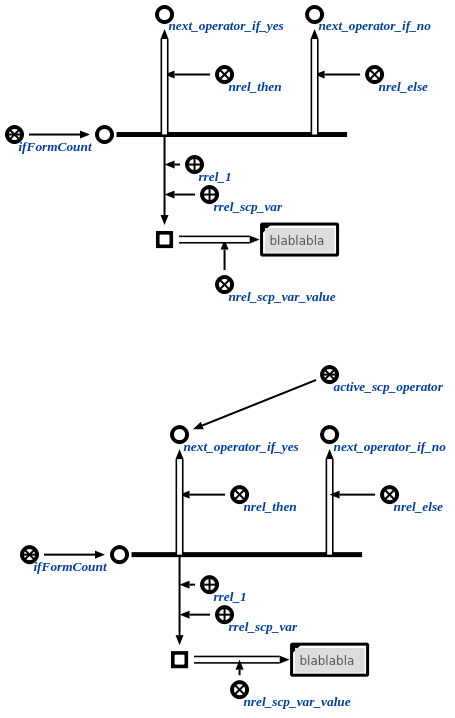 next_operator_if_yes next_operator_if_no
nrel_then nrel_else
ifFormCount
rrel_1
rrel_scp_var
blablabla
nrel_scp_var_value
active_scp_operator
next_operator_if_yes next_operator_if_no
nrel_then nrel_else
ifFormCount
rrel_1
rrel_scp_var
blablabla
nrel_scp_var_value